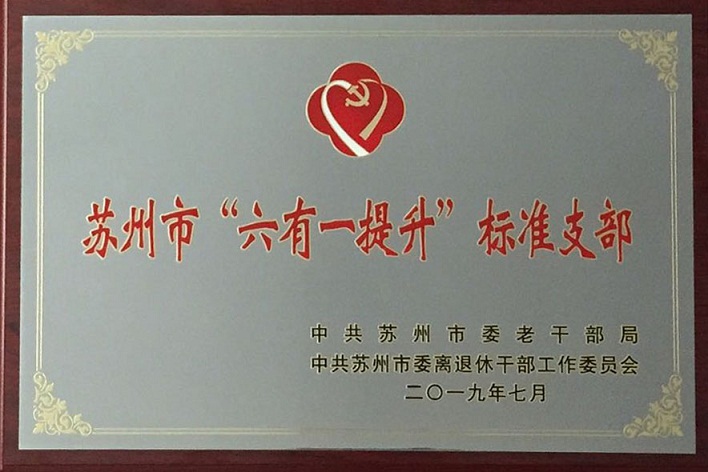 苏州市“六有一提升”标准支部
中共苏州市委老干部局
中共苏州市委离退休干部工作委员会
二〇一九年七月